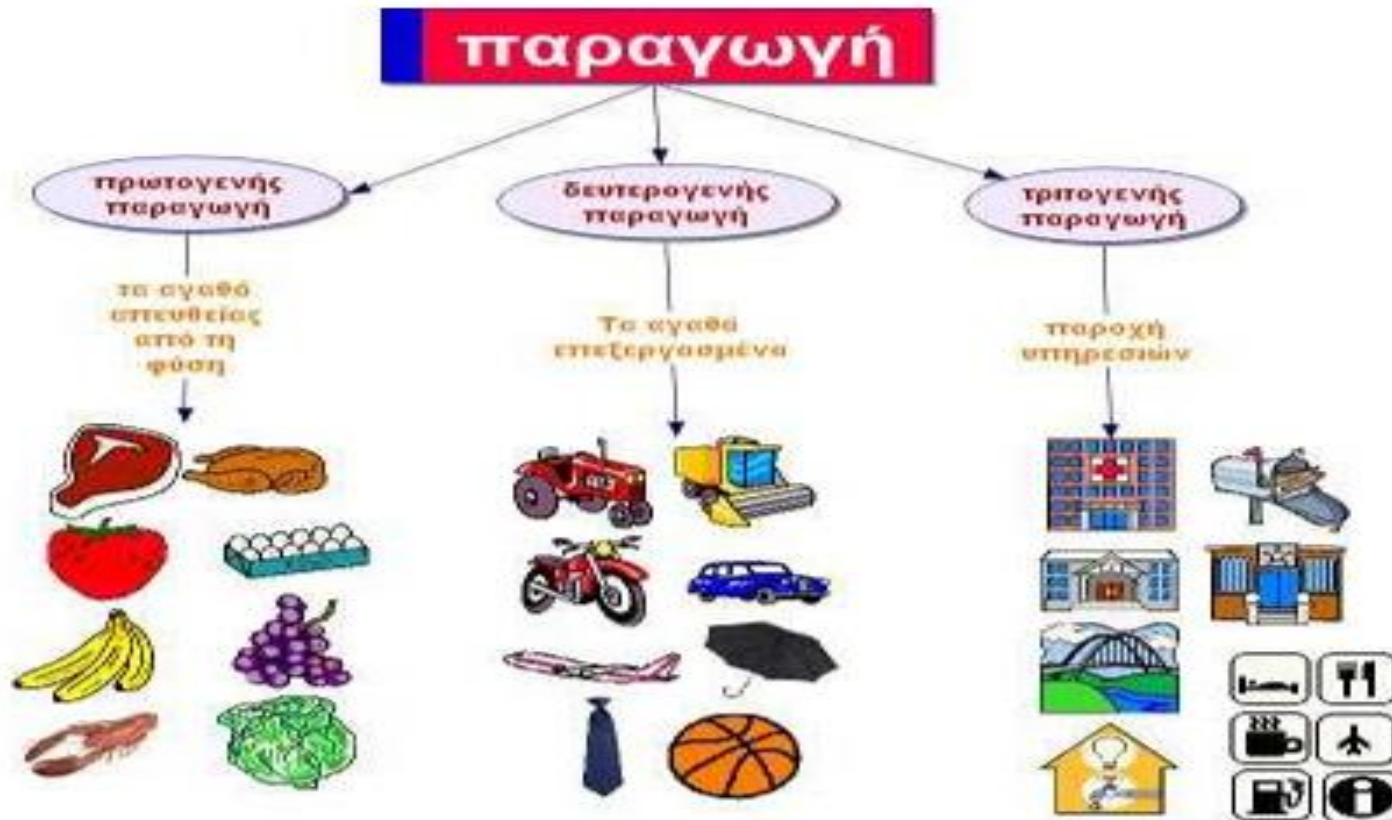 παραγωγή
πρωτογενής
παραγωγή
δευτερογενής
παραγωγή
τριτογενής
παραγωγή
τα αγαθά
απευθείας
από τη
φύση
Τα αγαθά
επεξεργασμένα
παροχή
υπηρεσιών